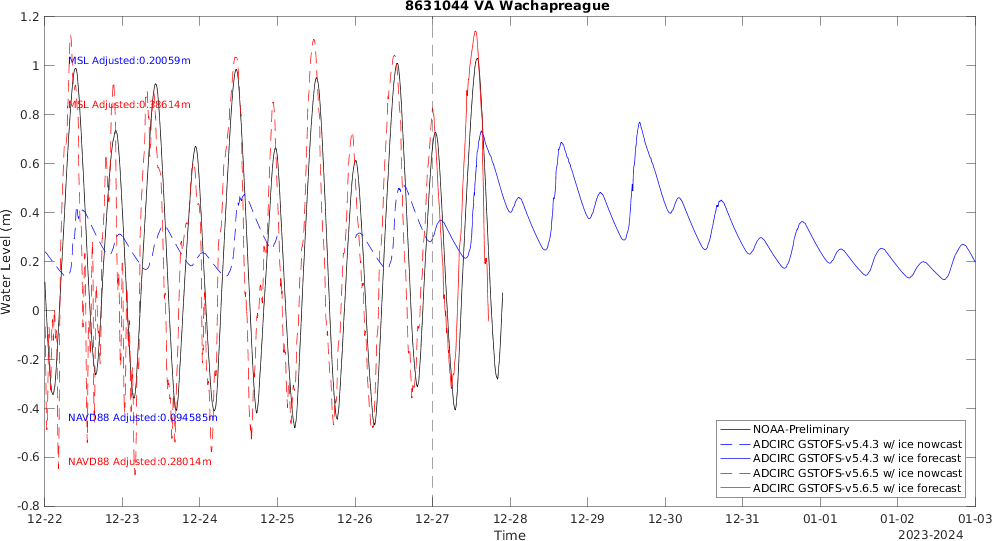 8631044 VA Wachapreague
1.2
1
0.8
0.6
0.4
0.2
0
-0.2
-0.4
-0.6
-0.8
Water Level (m)
MSL Adjusted:0.20059m
MSL Adjusted:0.38614m
NAVD88 Adjusted:0.094585m
NAVD88 Adjusted:0.28014m
NOAA-Preliminary
ADCIRC GSTOFS-v5.4.3 w/ ice nowcast
ADCIRC GSTOFS-v5.4.3 w/ ice forecast
ADCIRC GSTOFS-v5.6.5 w/ ice nowcast
ADCIRC GSTOFS-v5.6.5 w/ ice forecast
12-22 12-23 12-24 12-25 12-26 12-27 12-28 12-29 12-30 12-31 01-01 01-02 01-03
Time
2023-2024